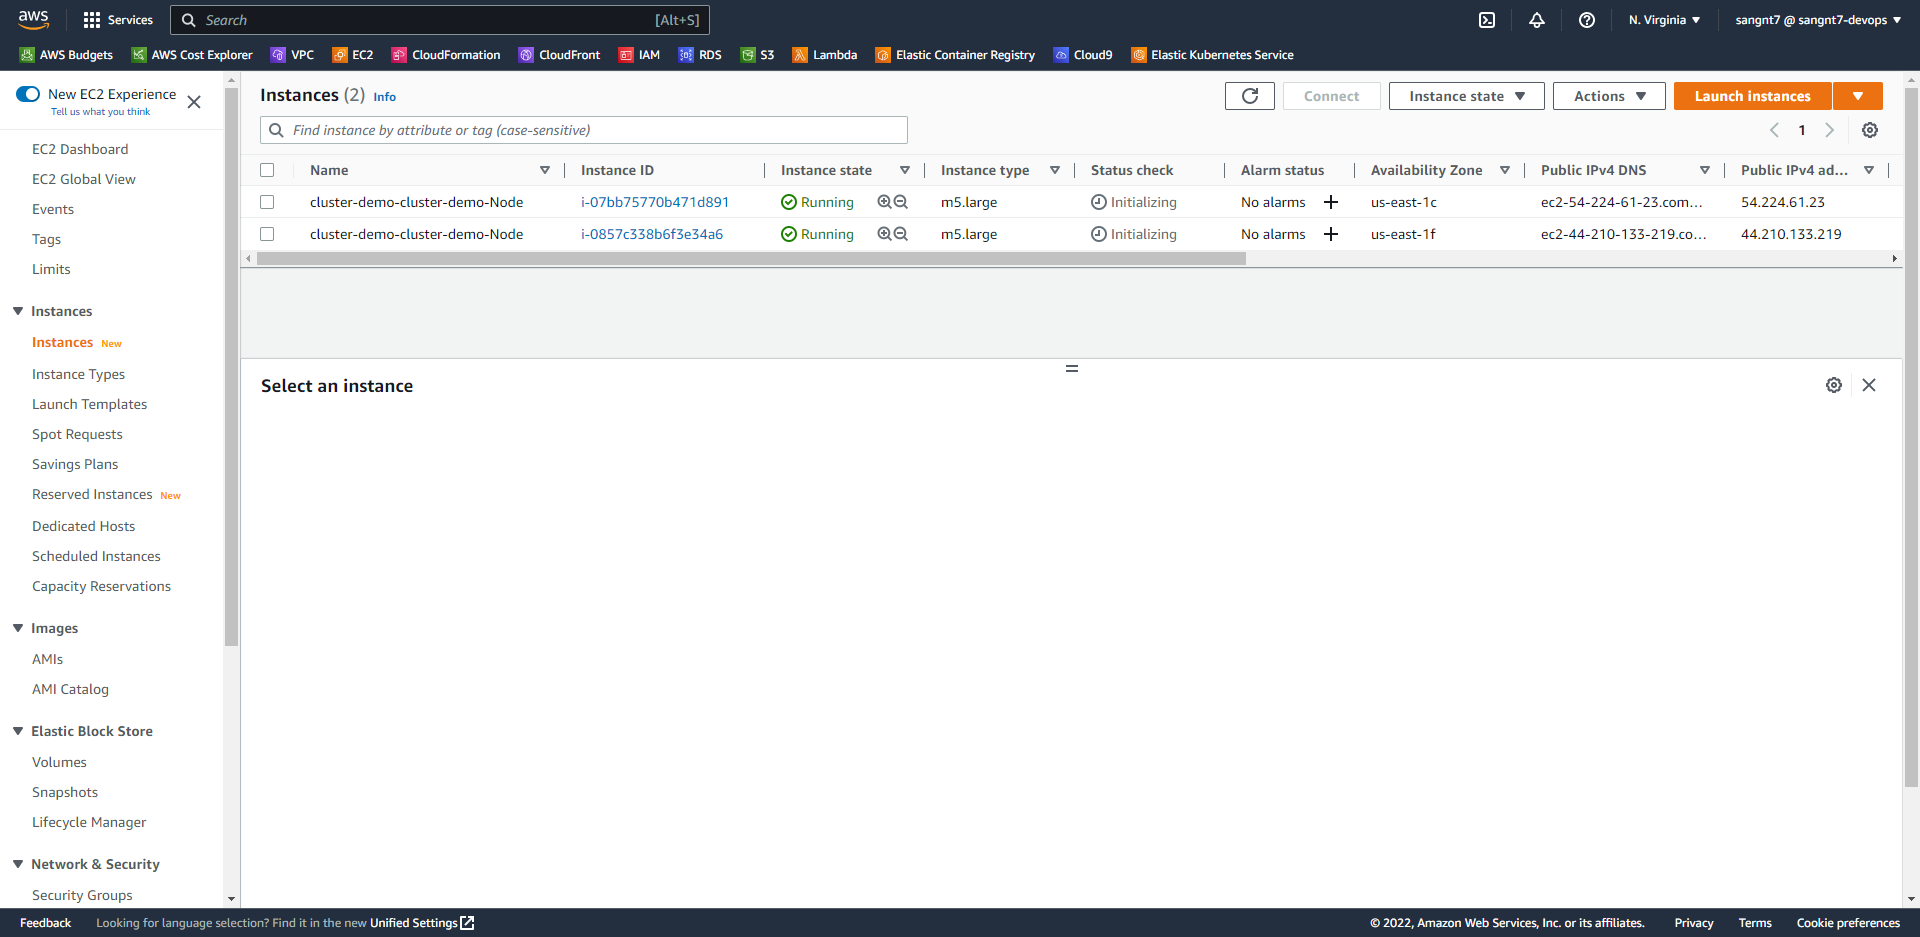 aws Services Search [Alt+S] N. Virginia sangnt7 @ sangnt7-devops
AWS Budgets AWS Cost Explorer VPC EC2 CloudFormation CloudFront IAM RDS S3 Lambda Elastic Container Registry Cloud9 Elastic Kubernetes Service
New EC2 Experience
Tell us what you think
EC2 Dashboard
EC2 Global View
Events
Tags
Limits
Instances
Instances New
Instance Types
Launch Templates
Spot Requests
Savings Plans
Reserved Instances New
Dedicated Hosts
Scheduled Instances
Capacity Reservations
Images
AMIs
AMI Catalog
Elastic Block Store
Volumes
Snapshots
Lifecycle Manager
Network & Security
Security Groups
Instances (2) Info Connect Instance state Actions Launch instances
Find instance by attribute or tag (case-sensitive) 1
Name Instance ID Instance state Instance type Status check Alarm status Availability Zone Public IPv4 DNS Public IPv4 ad...
cluster-demo-cluster-demo-Node i-07bb75770b471d891 Running m5.large Initializing No alarms us-east-1c ec2-54-224-61-23.com... 54.224.61.23
cluster-demo-cluster-demo-Node i-0857c338b6f3e34a6 Running m5.large Initializing No alarms us-east-1f ec2-44-210-133-219.co... 44.210.133.219
Select an instance
Feedback Looking for language selection? Find it in the new Unified Settings © 2022, Amazon Web Services, Inc. or its affiliates. Privacy Terms Cookie preferences